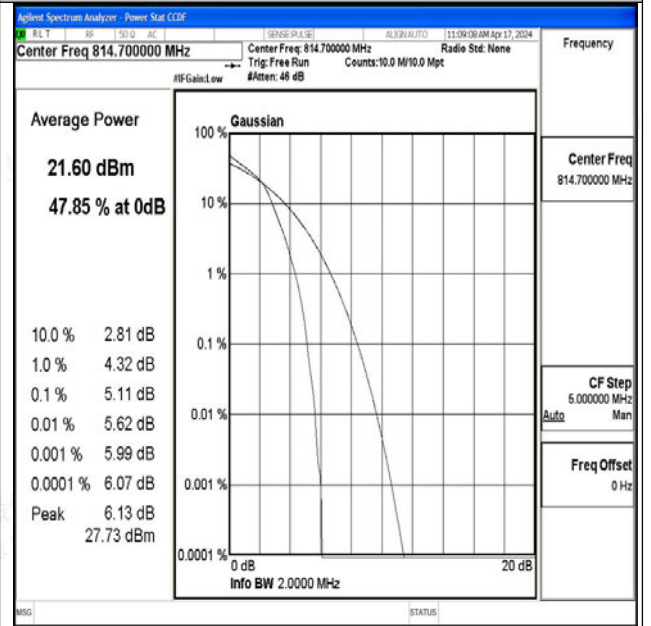 Agilent Spectrum Analyzer - Power Stat CCDF
RL T RF 50 Ω AC SENSE:PULSE ALIGNAUTO 11:09:08 AM Apr 17, 2024
Center Freq 814.700000 MHz
Center Freq: 814.700000 MHz Radio Std: None
Trig: Free Run Counts:10.0 M/10.0 Mpt
#IFGain:Low #Atten: 46 dB
Frequency
Average Power
21.60 dBm
47.85 % at 0dB
10.0 % 2.81 dB
1.0 % 4.32 dB
0.1 % 5.11 dB
0.01 % 5.62 dB
0.001 % 5.99 dB
0.0001 % 6.07 dB
Peak 6.13 dB
27.73 dBm
Gaussian
100 %
10 %
1 %
0.1 %
0.01 %
0.001 %
0.0001 %
0 dB 20 dB
Info BW 2.0000 MHz
Center Freq
814.700000 MHz
CF Step
5.000000 MHz
Auto Man
Freq Offset
0 Hz
MSG STATUS